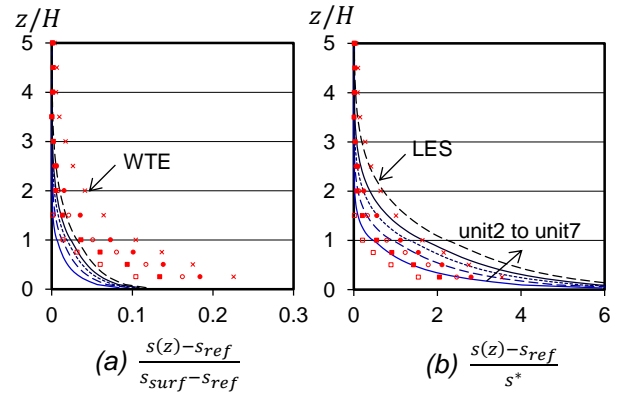 z/H
5
4
3
2
1
0
0
0.1
0.2
0.3
WTE
(a) s(z)−s_ref / s_surf−s_ref
z/H
5
4
3
2
1
0
0
2
4
6
LES
unit2 to unit7
(b) s(z)−s_ref / s*